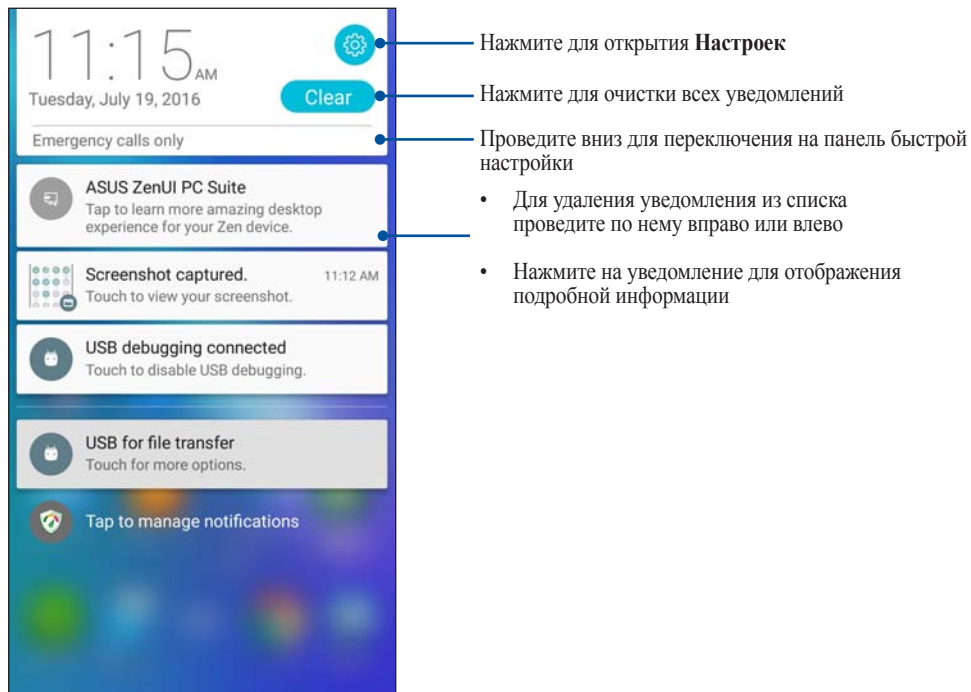 11:15 AM
Tuesday, July 19, 2016
Clear
Emergency calls only
ASUS ZenUI PC Suite
Tap to learn more amazing desktop
experience for your Zen device.
Screenshot captured. 11:12 AM
Touch to view your screenshot.
USB debugging connected
Touch to disable USB debugging.
USB for file transfer
Touch for more options.
Tap to manage notifications
Нажмите для открытия Настроек
Нажмите для очистки всех уведомлений
Проведите вниз для переключения на панель быстрой
настройки
• Для удаления уведомления из списка
проведите по нему вправо или влево
• Нажмите на уведомление для отображения
подробной информации